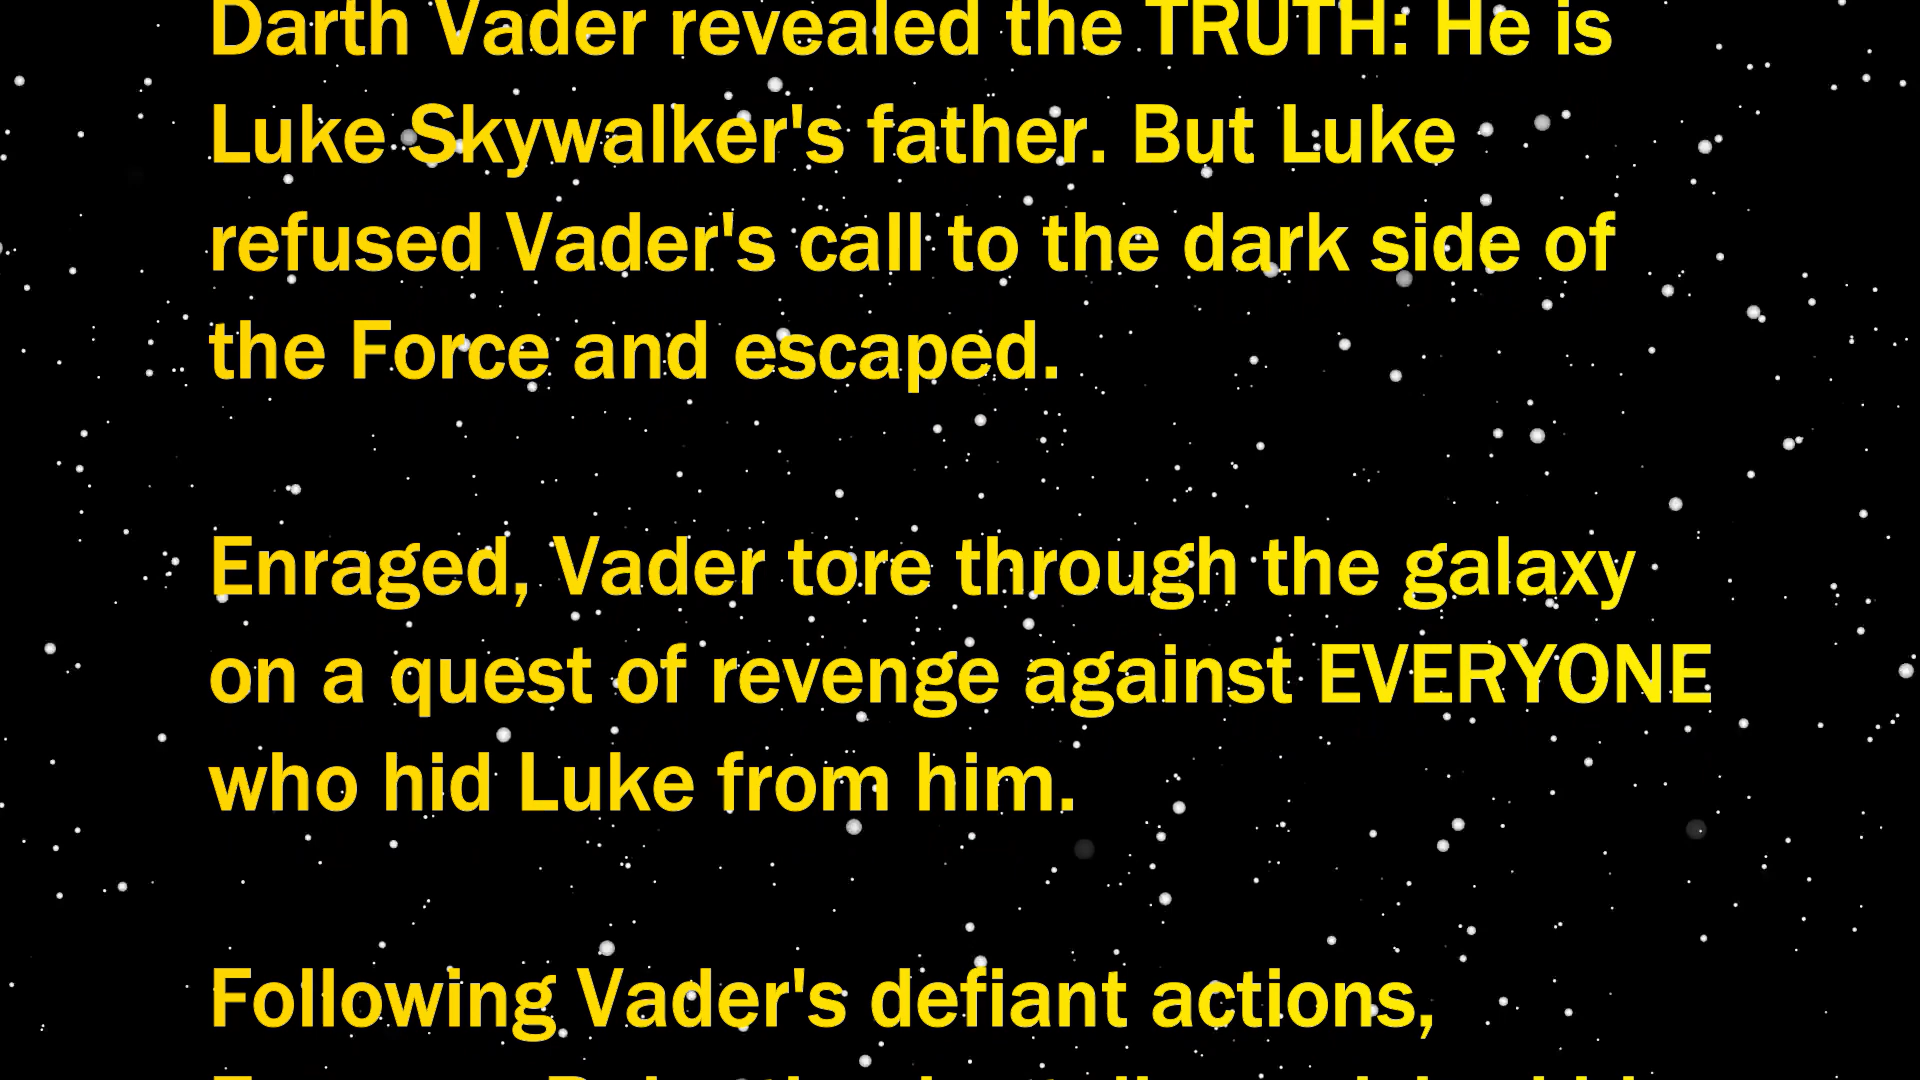 Darth Vader revealed the TRUTH: He is
Luke Skywalker's father. But Luke
refused Vader's call to the dark side of
the Force and escaped.
Enraged, Vader tore through the galaxy
on a quest of revenge against EVERYONE
who hid Luke from him.
Following Vader's defiant actions,